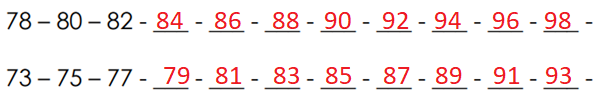 78 – 80 – 82 - 84 - 86 - 88 - 90 - 92 - 94 - 96 - 98 -
73 – 75 – 77 - 79 - 81 - 83 - 85 - 87 - 89 - 91 - 93 -